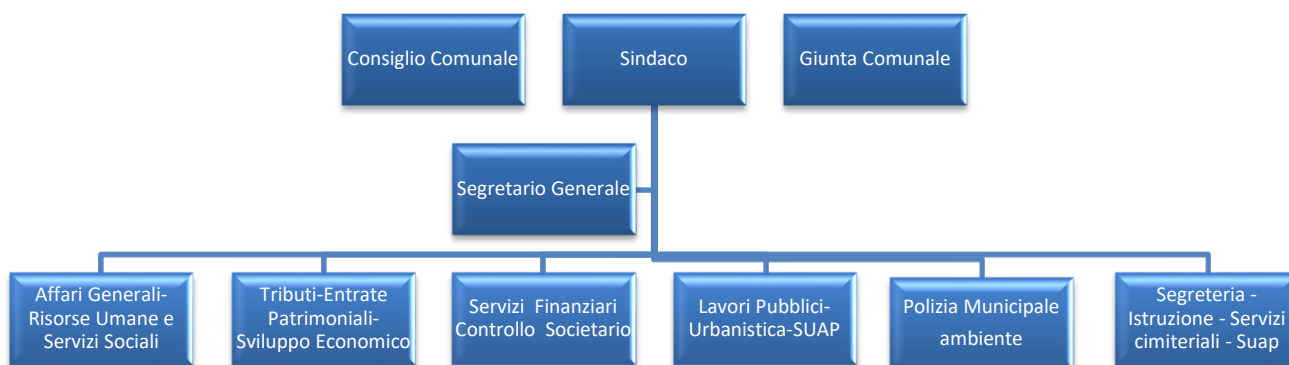 Consiglio Comunale
Sindaco
Giunta Comunale
Segretario Generale
Affari Generali-
Risorse Umane e
Servizi Sociali
Tributi-Entrate
Patrimoniali-
Sviluppo Economico
Servizi Finanziari
Controllo Societario
Lavori Pubblici-
Urbanistica-SUAP
Polizia Municipale
ambiente
Segreteria -
Istruzione - Servizi
cimiteriali - Suap